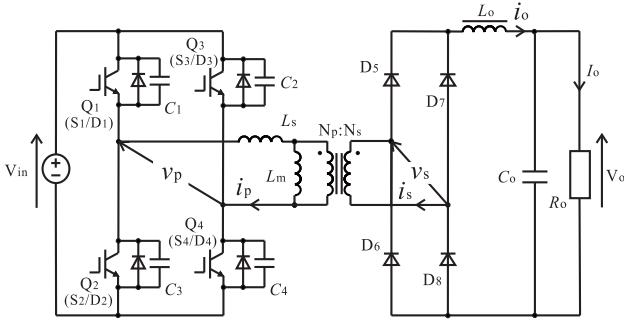 Lo
io
Q3
(S3/D3)
C2
Q1
(S1/D1)
C1
D5
D7
Io
Ls
Np:Ns
Vin
vp
Lm
vs
Co
Ro
Vo
ip
is
Q4
(S4/D4)
D6
Q2
(S2/D2)
C3
C4
D8